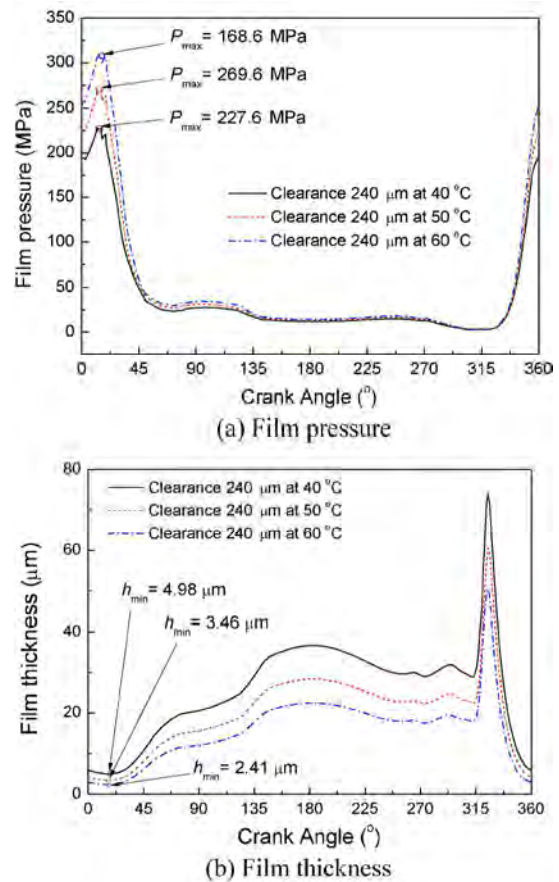 P_max = 168.6 MPa
P_max = 269.6 MPa
P_max = 227.6 MPa
Film pressure (MPa)
350
300
250
200
150
100
50
0
Clearance 240 μm at 40 °C
Clearance 240 μm at 50 °C
Clearance 240 μm at 60 °C
0 45 90 135 180 225 270 315 360
Crank Angle (°)
(a) Film pressure
Film thickness (μm)
80
60
40
20
0
Clearance 240 μm at 40 °C
Clearance 240 μm at 50 °C
Clearance 240 μm at 60 °C
h_min = 4.98 μm
h_min = 3.46 μm
h_min = 2.41 μm
0 45 90 135 180 225 270 315 360
Crank Angle (°)
(b) Film thickness